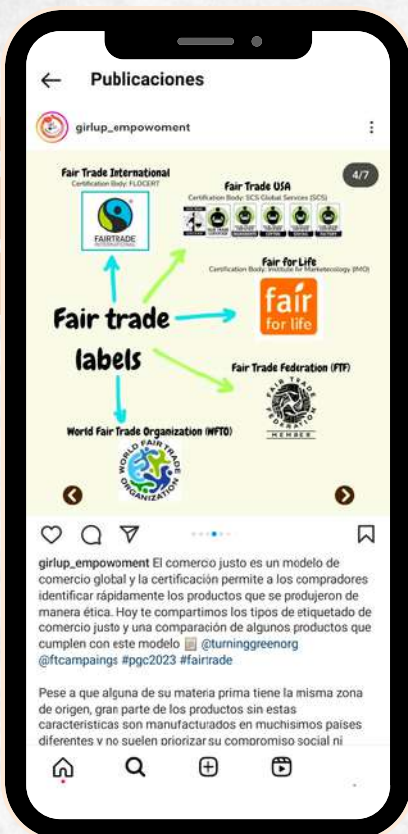 Publicaciones
girlup_empowoment
4/7
Fair Trade International
Certification Body: FLOCERT
FAIRTRADE
INTERNATIONAL
Fair Trade USA
Certification Body: SCS Global Services (SCS)
Fair for Life
Certification Body: Institute for Marketecology (IMO)
fair
for life
Fair trade
labels
Fair Trade Federation (FTF)
FAIR TRADE
FEDERATION
MEMBER
World Fair Trade Organization (WFTO)
WORLD FAIR TRADE
ORGANIZATION
girlup_empowoment El comercio justo es un modelo de
comercio global y la certificación permite a los compradores
identificar rápidamente los productos que se produjeron de
manera ética. Hoy te compartimos los tipos de etiquetado de
comercio justo y una comparación de algunos productos que
cumplen con este modelo @turninggreenorg
@ftcampaings #pgc2023 #fairtrade
Pese a que alguna de su materia prima tiene la misma zona
de origen, gran parte de los productos sin estas
características son manufacturados en muchísimos países
diferentes y no suelen priorizar su compromiso social ni